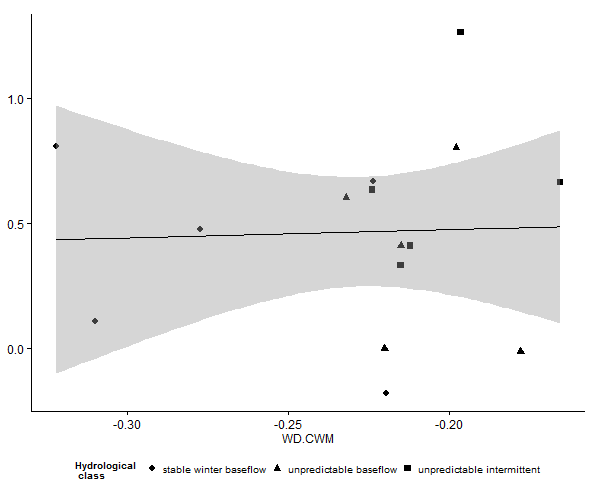 1.0
0.5
0.0
-0.30 -0.25 -0.20
WD.CWM
Hydrological
class
stable winter baseflow unpredictable baseflow unpredictable intermittent